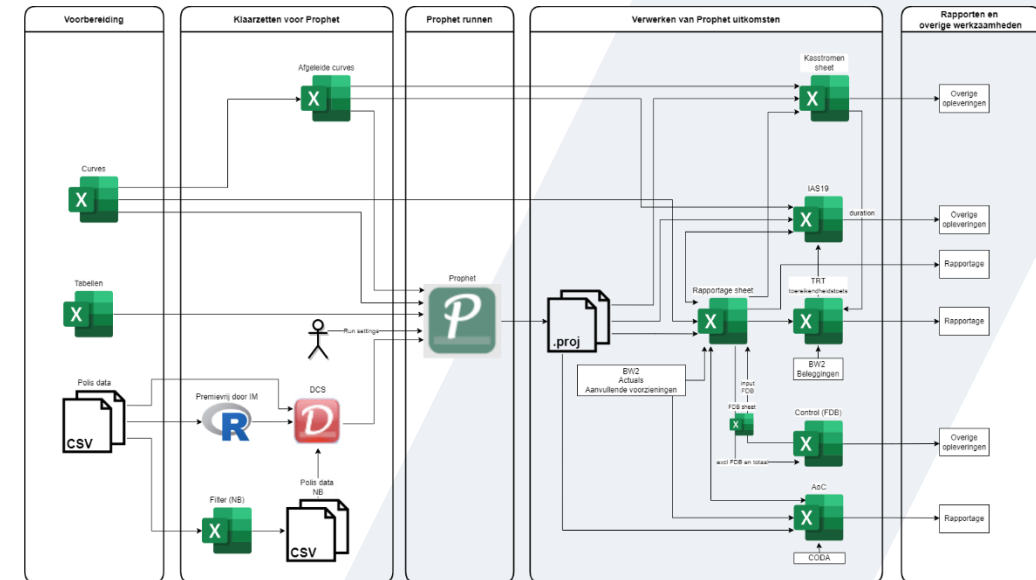 Voorbereiding
Klaarzetten voor Prophet
Prophet runnen
Verwerken van Prophet uitkomsten
Rapporten en
overige werkzaamheden
Afgeleide curves
X
Kasstromen
sheet
X
Overige
opleveringen
Curves
X
IAS19
X
duration
Overige
opleveringen
Rapportage
Tabellen
X
Prophet
P
Rapportage sheet
X
TRT
toereikendheidstoets
X
Rapportage
Run settings
.proj
BW2
Actuals
Aanvullende voorzieningen
BW2
Beleggingen
Polis data
CSV
Premievrij door IM
R
DCS
D
input
FDB
FDB sheet
X
Control (FDB)
X
Overige
opleveringen
excl FDB en totaal
Polis data
NB
CSV
Filter (NB)
X
AoC
X
Rapportage
CODA